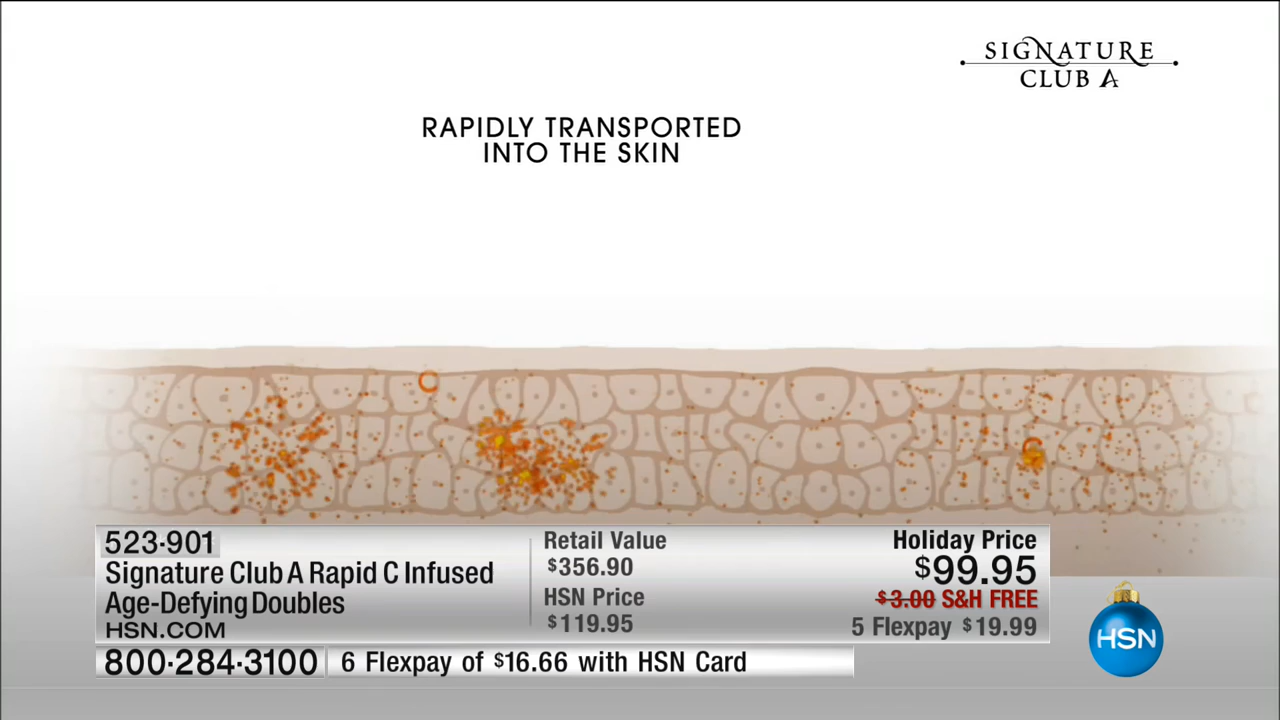 SIGNATURE
CLUB A
RAPIDLY TRANSPORTED
INTO THE SKIN
523-901
Signature Club A Rapid C Infused
Age-Defying Doubles
HSN.COM
Retail Value
$356.90
HSN Price
$119.95
Holiday Price
$99.95
$3.00 S&H FREE
5 Flexpay $19.99
800-284-3100
6 Flexpay of $16.66 with HSN Card
HSN